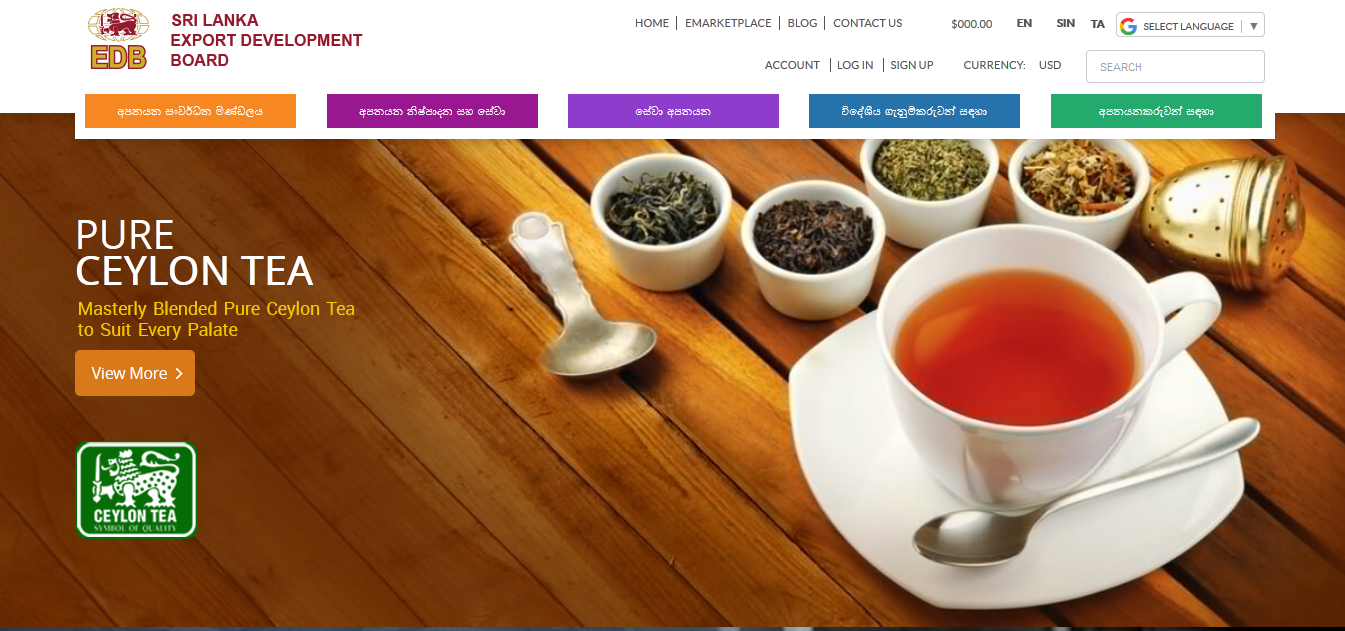 SRI LANKA
EXPORT DEVELOPMENT
BOARD
EDB
HOME EMARKETPLACE BLOG CONTACT US $000.00 EN SIN TA SELECT LANGUAGE ▼
ACCOUNT LOG IN SIGN UP CURRENCY: USD SEARCH
අපනයන සංවර්ධන මණ්ඩලය අපනයන නිෂ්පාදන සහ සේවා සේවා අපනයන විදේශීය ගැනුම්කරුවන් සඳහා අපනයනකරුවන් සඳහා
PURE
CEYLON TEA
Masterly Blended Pure Ceylon Tea
to Suit Every Palate
View More
CEYLON TEA
SYMBOL OF QUALITY